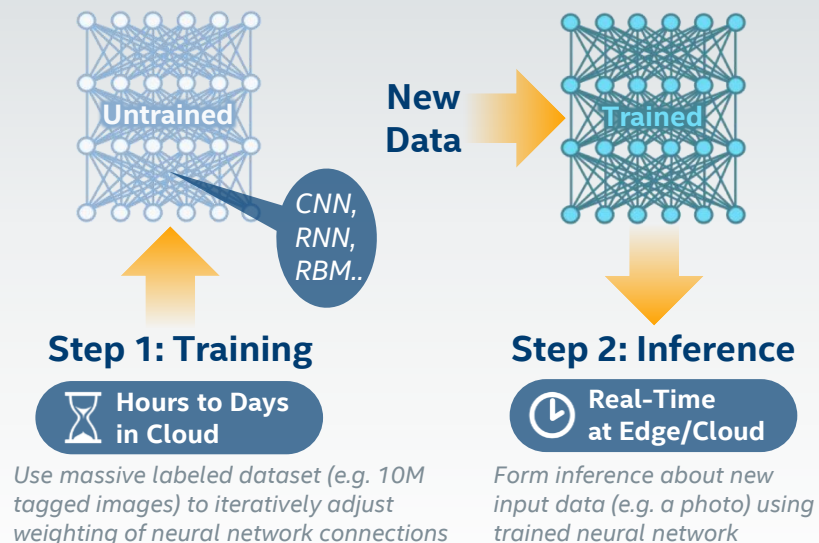 Untrained
CNN,
RNN,
RBM..
Step 1: Training
Hours to Days
in Cloud
Use massive labeled dataset (e.g. 10M
tagged images) to iteratively adjust
weighting of neural network connections
New
Data
Trained
Step 2: Inference
Real-Time
at Edge/Cloud
Form inference about new
input data (e.g. a photo) using
trained neural network